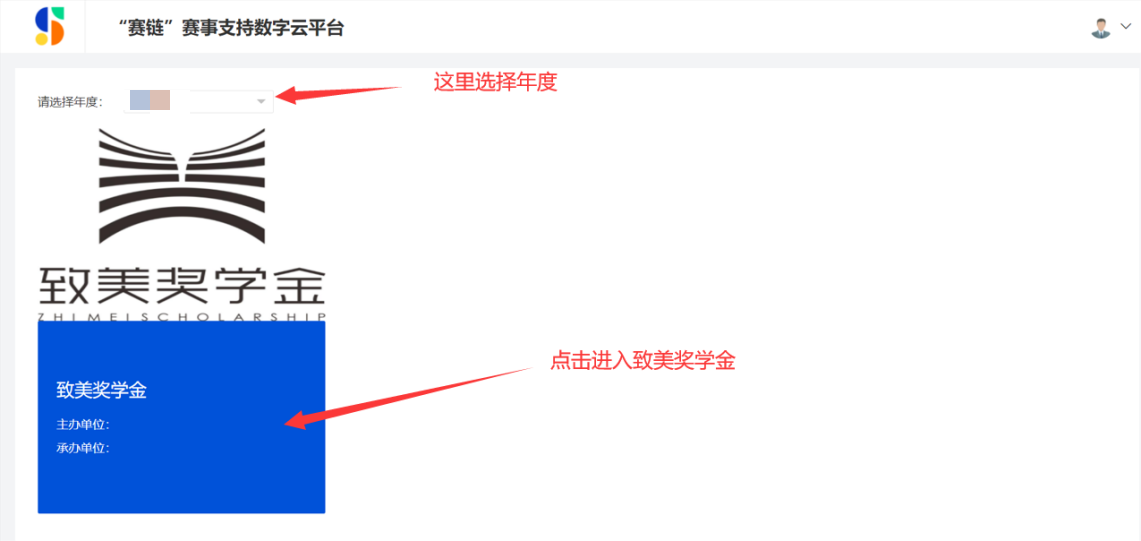 “赛链”赛事支持数字云平台
这里选择年度
请选择年度：
致美奖学金
ZHIMEISCHOLARSHIP
点击进入致美奖学金
致美奖学金
主办单位：
承办单位：